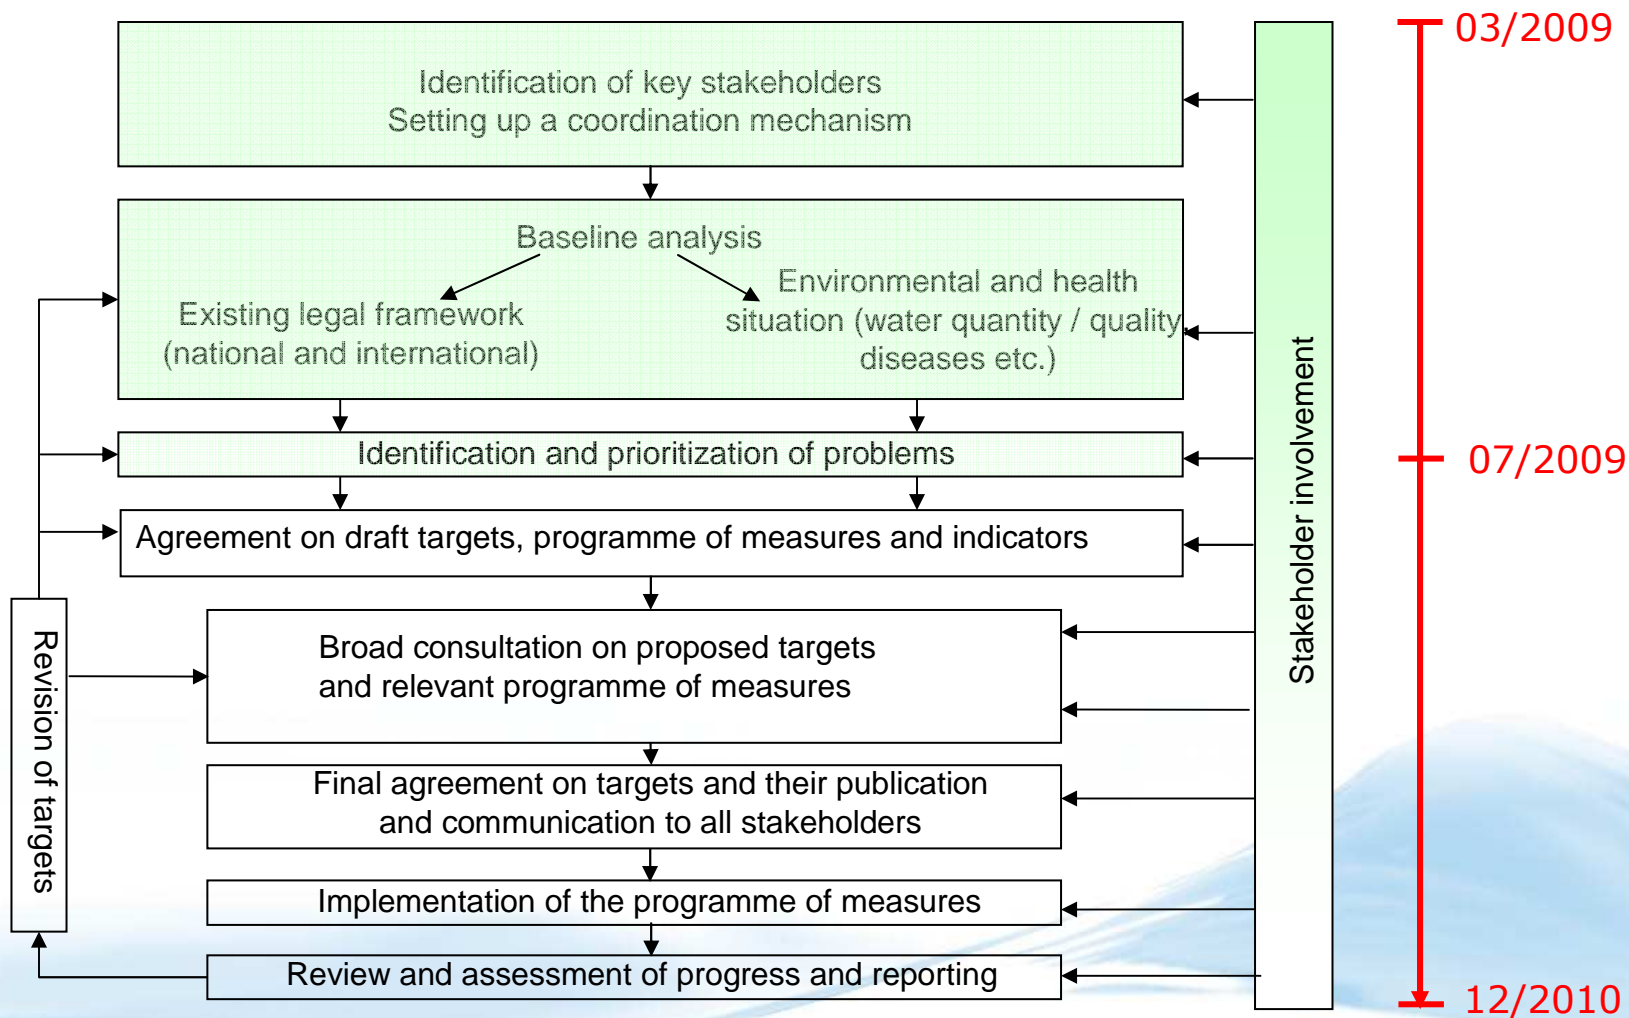 03/2009
Identification of key stakeholders
Setting up a coordination mechanism
Baseline analysis
Existing legal framework
(national and international)
Environmental and health
situation (water quantity / quality,
diseases etc.)
Identification and prioritization of problems
07/2009
Agreement on draft targets, programme of measures and indicators
Broad consultation on proposed targets
and relevant programme of measures
Final agreement on targets and their publication
and communication to all stakeholders
Implementation of the programme of measures
Review and assessment of progress and reporting
Revision of targets
Stakeholder involvement
12/2010